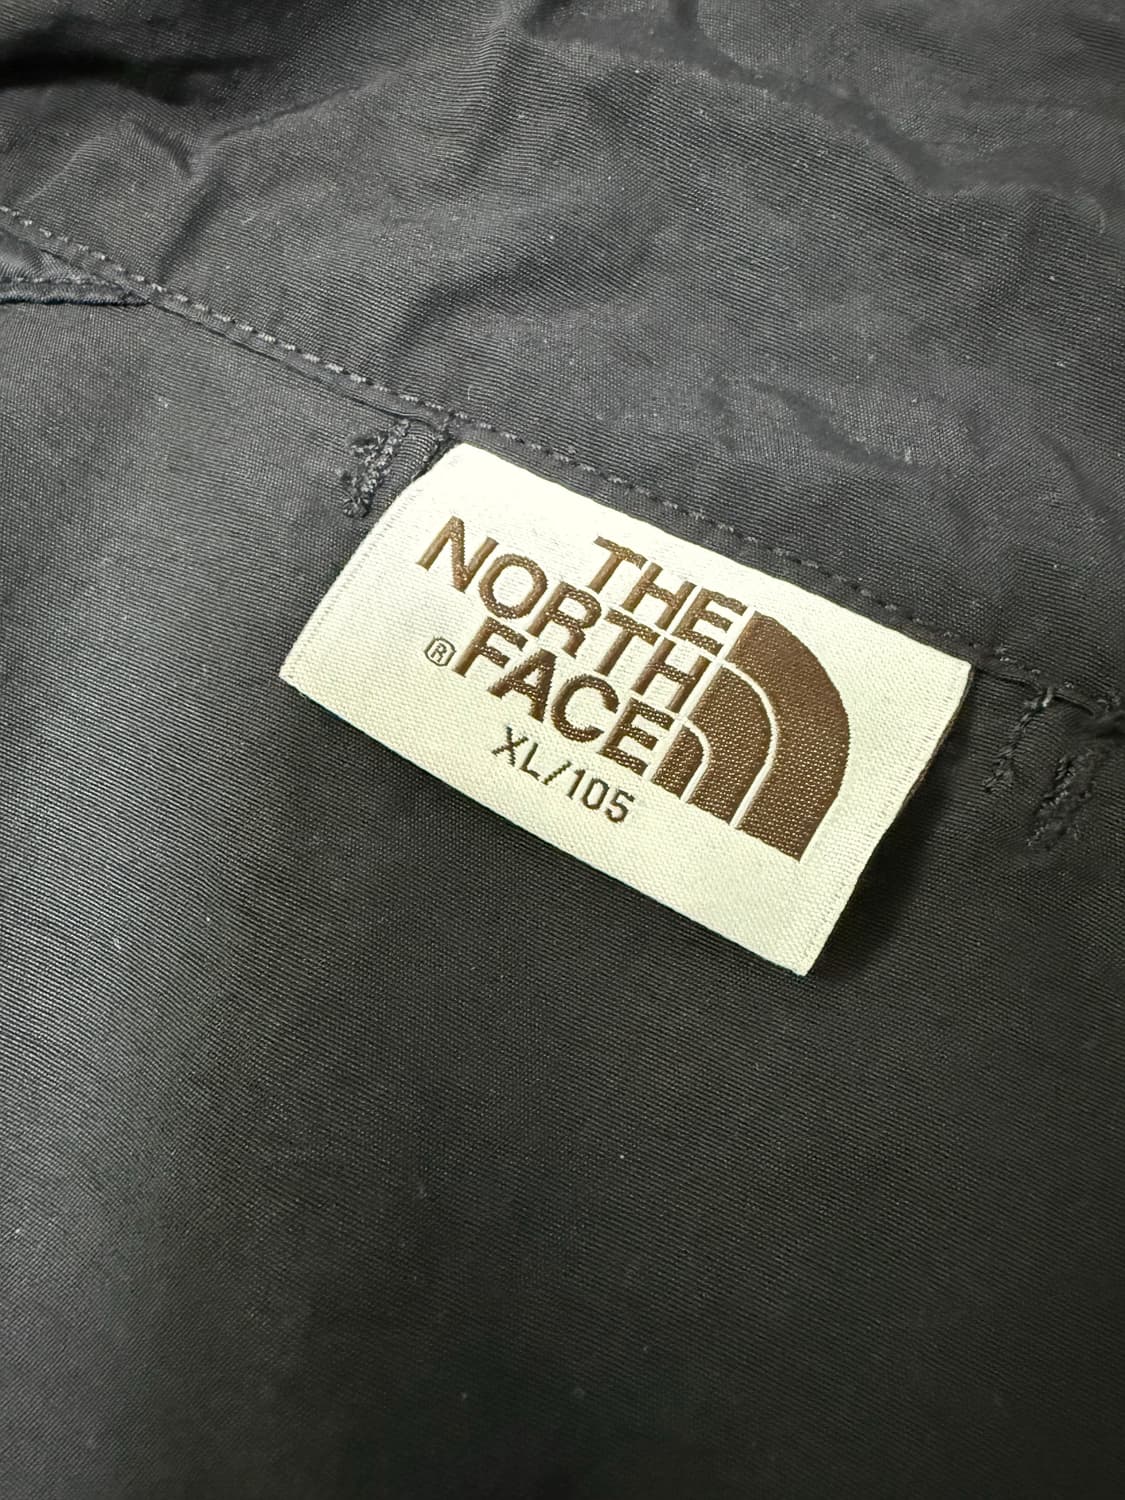 THE
NORTH
® FACE
XL/105